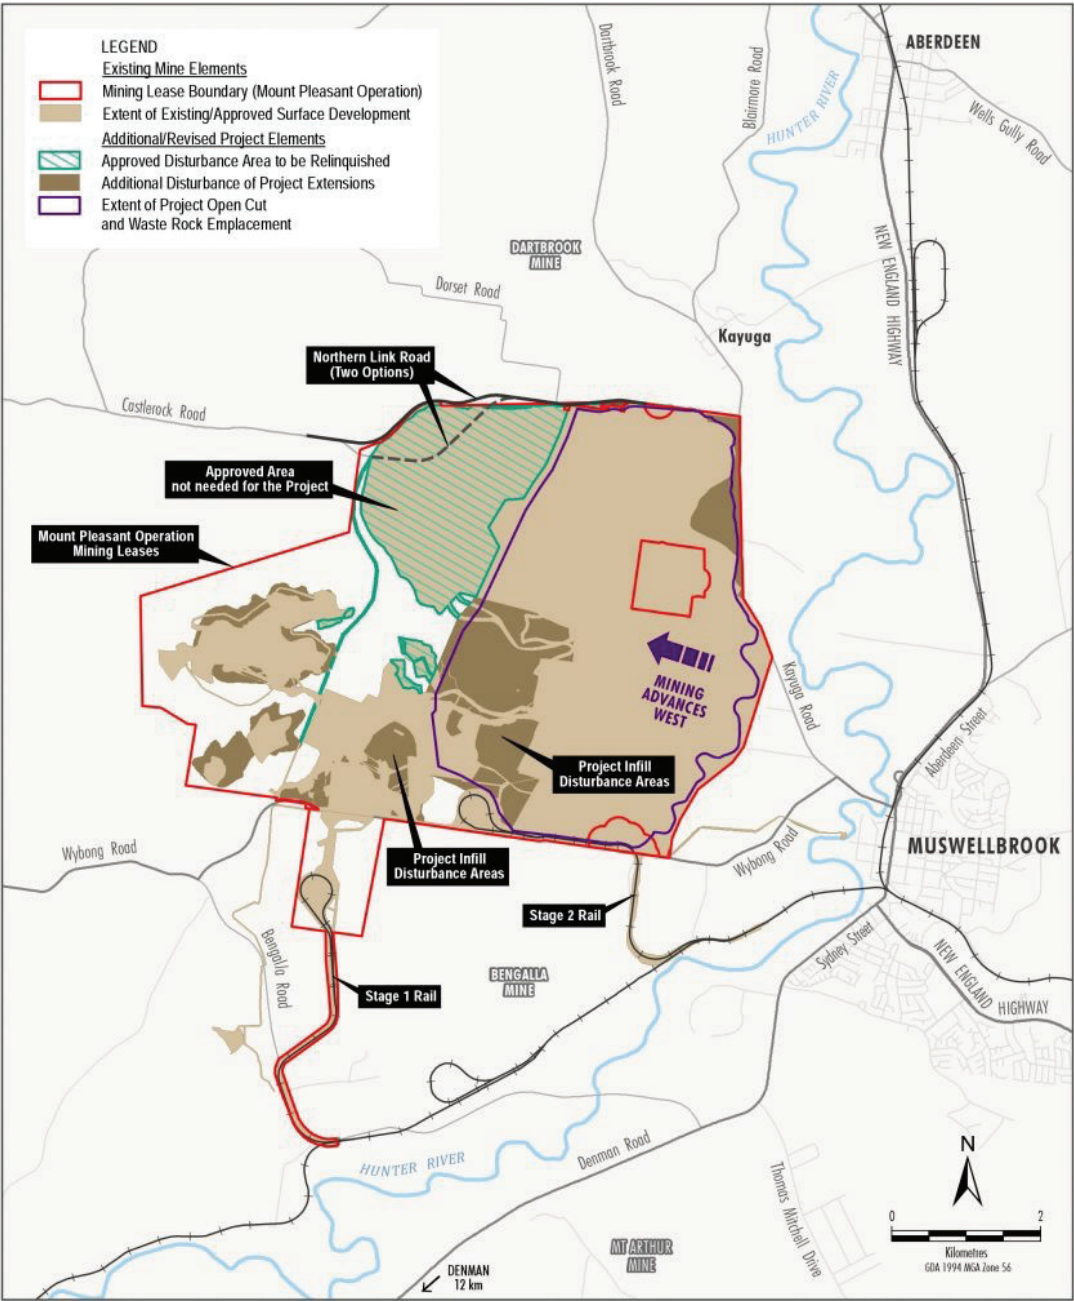 LEGEND
Existing Mine Elements
Mining Lease Boundary (Mount Pleasant Operation)
Extent of Existing/Approved Surface Development
Additional/Revised Project Elements
Approved Disturbance Area to be Relinquished
Additional Disturbance of Project Extensions
Extent of Project Open Cut
and Waste Rock Emplacement
ABERDEEN
Dartbrook Road
Blairmore Road
HUNTER RIVER
Wells Gully Road
NEW ENGLAND HIGHWAY
DARTBROOK
MINE
Dorset Road
Kayuga
Northern Link Road
(Two Options)
Castlerock Road
Approved Area
not needed for the Project
Mount Pleasant Operation
Mining Leases
MINING
ADVANCES
WEST
Kayuga Road
Aberdeen Street
Project Infill
Disturbance Areas
Wybong Road
Wybong Road
MUSWELLBROOK
Project Infill
Disturbance Areas
Stage 2 Rail
Sydney Street
NEW ENGLAND
HIGHWAY
Bengalla Road
BENGALLA
MINE
Stage 1 Rail
HUNTER RIVER
Denman Road
Thomas Mitchell Drive
MT ARTHUR
MINE
DENMAN
12 km
N
0 2
Kilometres
GDA 1994 MGA Zone 56